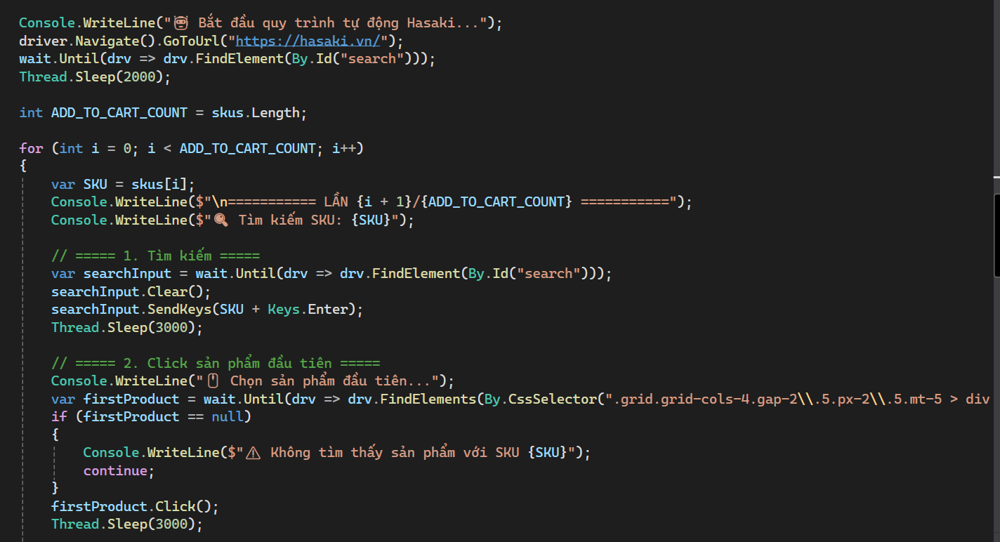 Console.WriteLine("🤖 Bắt đầu quy trình tự động Hasaki...");
driver.Navigate().GoToUrl("https://hasaki.vn/");
wait.Until(drv => drv.FindElement(By.Id("search")));
Thread.Sleep(2000);
int ADD_TO_CART_COUNT = skus.Length;
for (int i = 0; i < ADD_TO_CART_COUNT; i++)
{
var SKU = skus[i];
Console.WriteLine($"\n=========== LẦN {i + 1}/{ADD_TO_CART_COUNT} ===========");
Console.WriteLine($"🔍 Tìm kiếm SKU: {SKU}");
// ===== 1. Tìm kiếm =====
var searchInput = wait.Until(drv => drv.FindElement(By.Id("search")));
searchInput.Clear();
searchInput.SendKeys(SKU + Keys.Enter);
Thread.Sleep(3000);
// ===== 2. Click sản phẩm đầu tiên =====
Console.WriteLine("🖱 Chọn sản phẩm đầu tiên...");
var firstProduct = wait.Until(drv => drv.FindElements(By.CssSelector(".grid.grid-cols-4.gap-2\\.5.px-2\\.5.mt-5 > div
if (firstProduct == null)
{
Console.WriteLine($"⚠ Không tìm thấy sản phẩm với SKU {SKU}");
continue;
}
firstProduct.Click();
Thread.Sleep(3000);